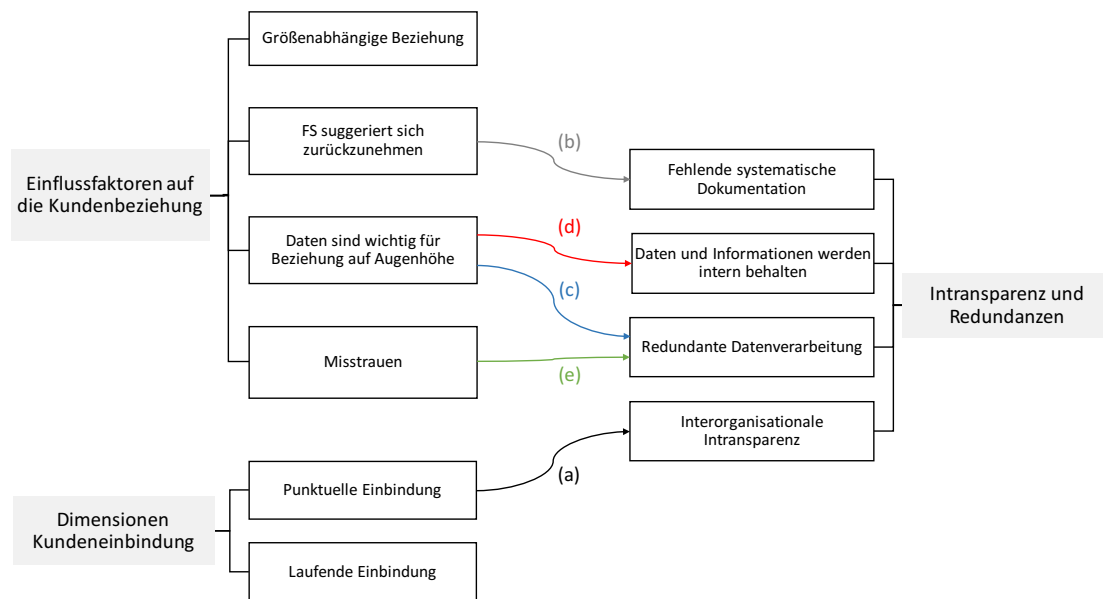 Größenabhängige Beziehung
FS suggeriert sich
zurückzunehmen
(b)
Fehlende systematische
Dokumentation
Einflussfaktoren auf
die Kundenbeziehung
Daten sind wichtig für
Beziehung auf Augenhöhe
(d)
Daten und Informationen werden
intern behalten
(c)
Intransparenz und
Redundanzen
Misstrauen
Redundante Datenverarbeitung
(e)
Interorganisationale
Intransparenz
(a)
Punktuelle Einbindung
Dimensionen
Kundeneinbindung
Laufende Einbindung